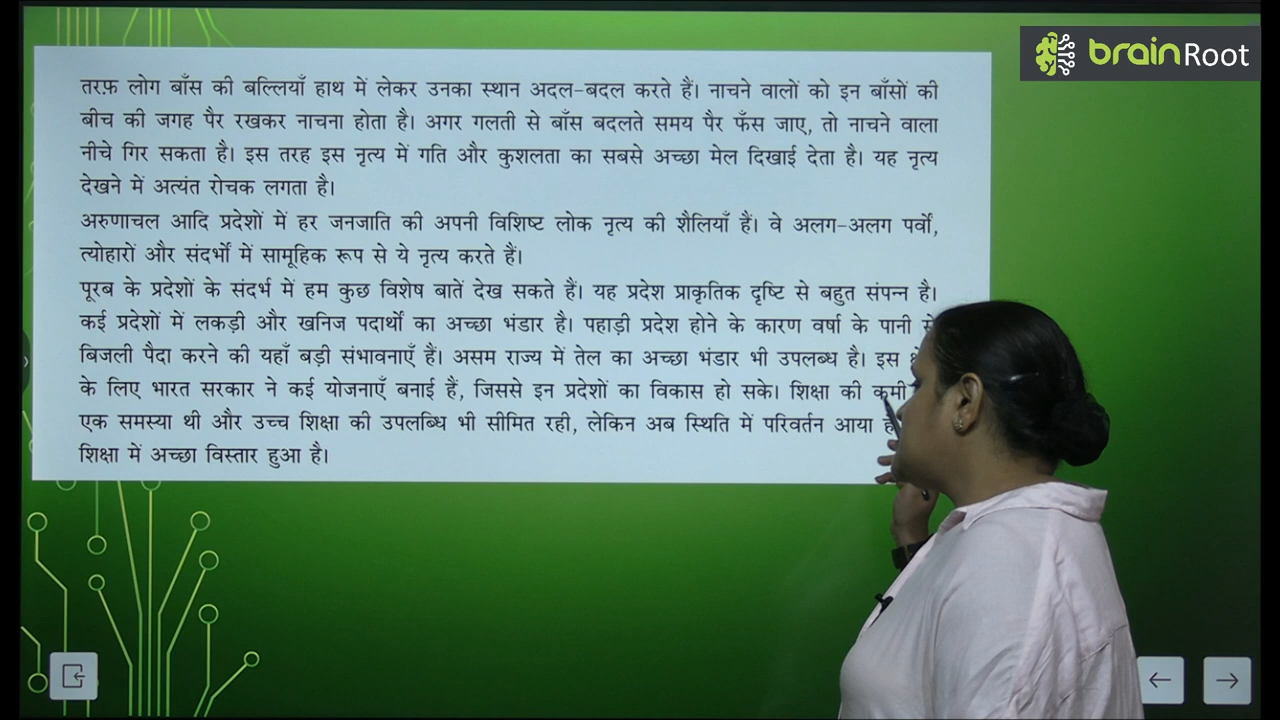 brainRoot
तरफ़ लोग बाँस की बल्लियाँ हाथ में लेकर उनका स्थान अदल-बदल करते हैं। नाचने वालों को इन बाँसों की
बीच की जगह पैर रखकर नाचना होता है। अगर गलती से बाँस बदलते समय पैर फँस जाए, तो नाचने वाला
नीचे गिर सकता है। इस तरह इस नृत्य में गति और कुशलता का सबसे अच्छा मेल दिखाई देता है। यह नृत्य
देखने में अत्यंत रोचक लगता है।
अरुणाचल आदि प्रदेशों में हर जनजाति की अपनी विशिष्ट लोक नृत्य की शैलियाँ हैं। वे अलग-अलग पर्वों,
त्योहारों और संदर्भों में सामूहिक रूप से ये नृत्य करते हैं।
पूरब के प्रदेशों के संदर्भ में हम कुछ विशेष बातें देख सकते हैं। यह प्रदेश प्राकृतिक दृष्टि से बहुत संपन्न है।
कई प्रदेशों में लकड़ी और खनिज पदार्थों का अच्छा भंडार है। पहाड़ी प्रदेश होने के कारण वर्षा के पानी से
बिजली पैदा करने की यहाँ बड़ी संभावनाएँ हैं। असम राज्य में तेल का अच्छा भंडार भी उपलब्ध है। इस
के लिए भारत सरकार ने कई योजनाएँ बनाई हैं, जिससे इन प्रदेशों का विकास हो सके। शिक्षा की कमी
एक समस्या थी और उच्च शिक्षा की उपलब्धि भी सीमित रही, लेकिन अब स्थिति में परिवर्तन आया
शिक्षा में अच्छा विस्तार हुआ है।